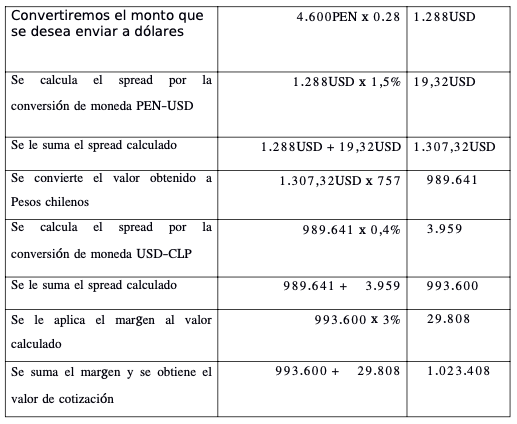 Convertiremos el monto que
se desea enviar a dólares
4.600PEN x 0.28
1.288USD
Se calcula el spread por la
conversión de moneda PEN-USD
1.288USD x 1,5%
19,32USD
Se le suma el spread calculado
1.288USD + 19,32USD
1.307,32USD
Se convierte el valor obtenido a
Pesos chilenos
1.307,32USD x 757
989.641
Se calcula el spread por la
conversión de moneda USD-CLP
989.641 x 0,4%
3.959
Se le suma el spread calculado
989.641 + 3.959
993.600
Se le aplica el margen al valor
calculado
993.600 x 3%
29.808
Se suma el margen y se obtiene el
valor de cotización
993.600 + 29.808
1.023.408